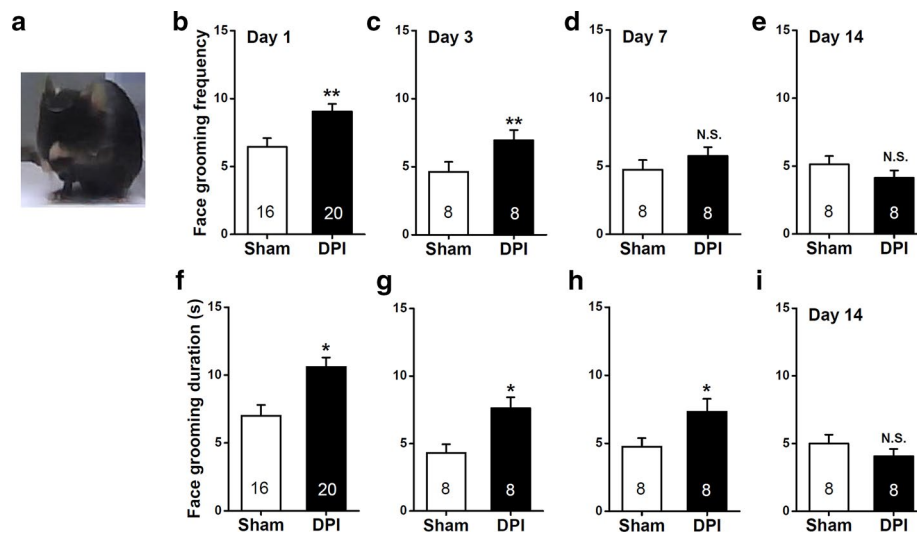 a
b
Day 1
Face grooming frequency
15
10
5
0
**
16
20
Sham DPI
c
Day 3
15
10
5
0
**
8
8
Sham DPI
d
Day 7
15
10
5
0
N.S.
8
8
Sham DPI
e
Day 14
15
10
5
0
N.S.
8
8
Sham DPI
f
Face grooming duration (s)
15
10
5
0
*
16
20
Sham DPI
g
15
10
5
0
*
8
8
Sham DPI
h
15
10
5
0
*
8
8
Sham DPI
i
Day 14
15
10
5
0
N.S.
8
8
Sham DPI